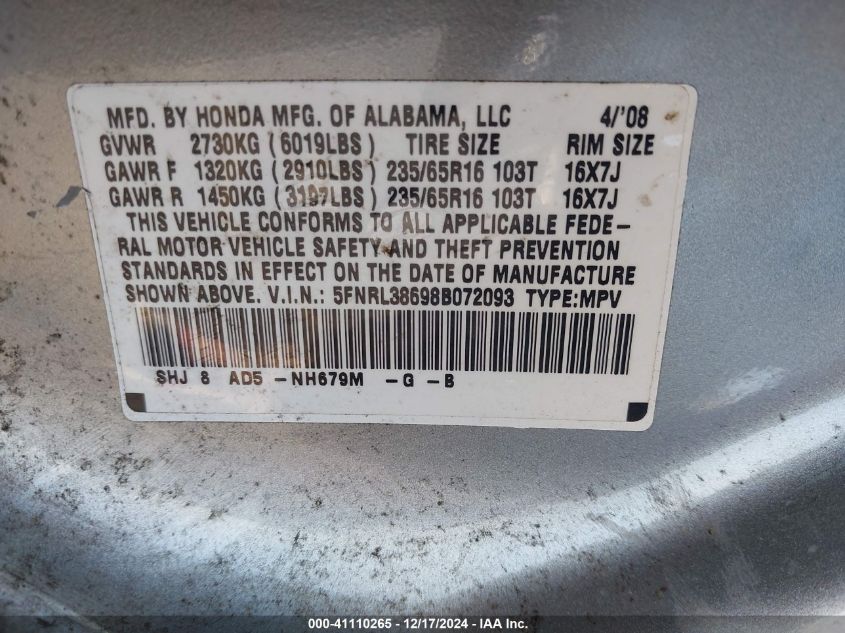 MFD. BY HONDA MFG. OF ALABAMA, LLC 4/'08
GVWR 2730KG (6019LBS) TIRE SIZE RIM SIZE
GAWR F 1320KG (2910LBS) 235/65R16 103T 16X7J
GAWR R 1450KG (3197LBS) 235/65R16 103T 16X7J
THIS VEHICLE CONFORMS TO ALL APPLICABLE FEDE-
RAL MOTOR VEHICLE SAFETY AND THEFT PREVENTION
STANDARDS IN EFFECT ON THE DATE OF MANUFACTURE
SHOWN ABOVE. V.I.N.: 5FNRL38698B072093 TYPE:MPV
SHJ 8 AD5 -NH679M -G -B
000-41110265 - 12/17/2024 - IAA Inc.